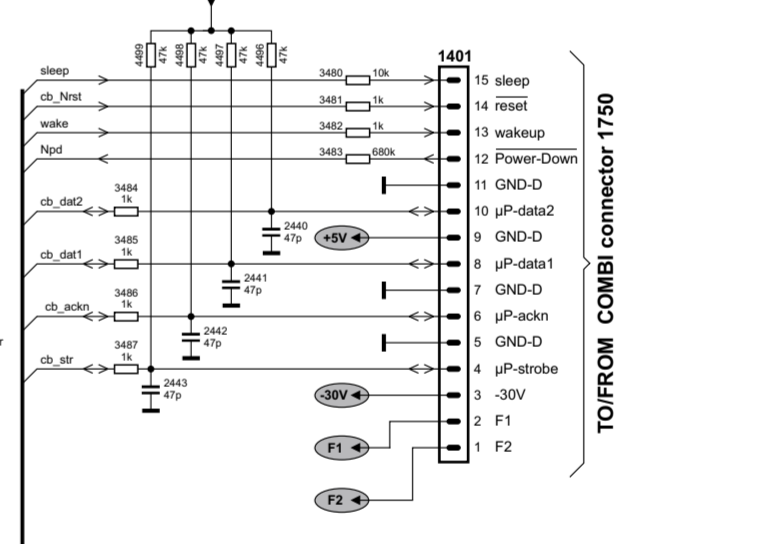 4499 47k 4498 47k 4497 47k 4496 47k
1401
sleep 3480 10k 15 sleep
cb_Nrst 3481 1k 14 reset
wake 3482 1k 13 wakeup
Npd 3483 680k 12 Power-Down
11 GND-D
3484
1k
cb_dat2 10 µP-data2
2440
47p
+5V 9 GND-D
3485
1k
cb_dat1 8 µP-data1
2441
47p
7 GND-D
3486
1k
cb_ackn 6 µP-ackn
2442
47p
5 GND-D
r
3487
1k
cb_str 4 µP-strobe
2443
47p
-30V 3 -30V
2 F1
F1 1 F2
F2
TO/FROM COMBI connector 1750